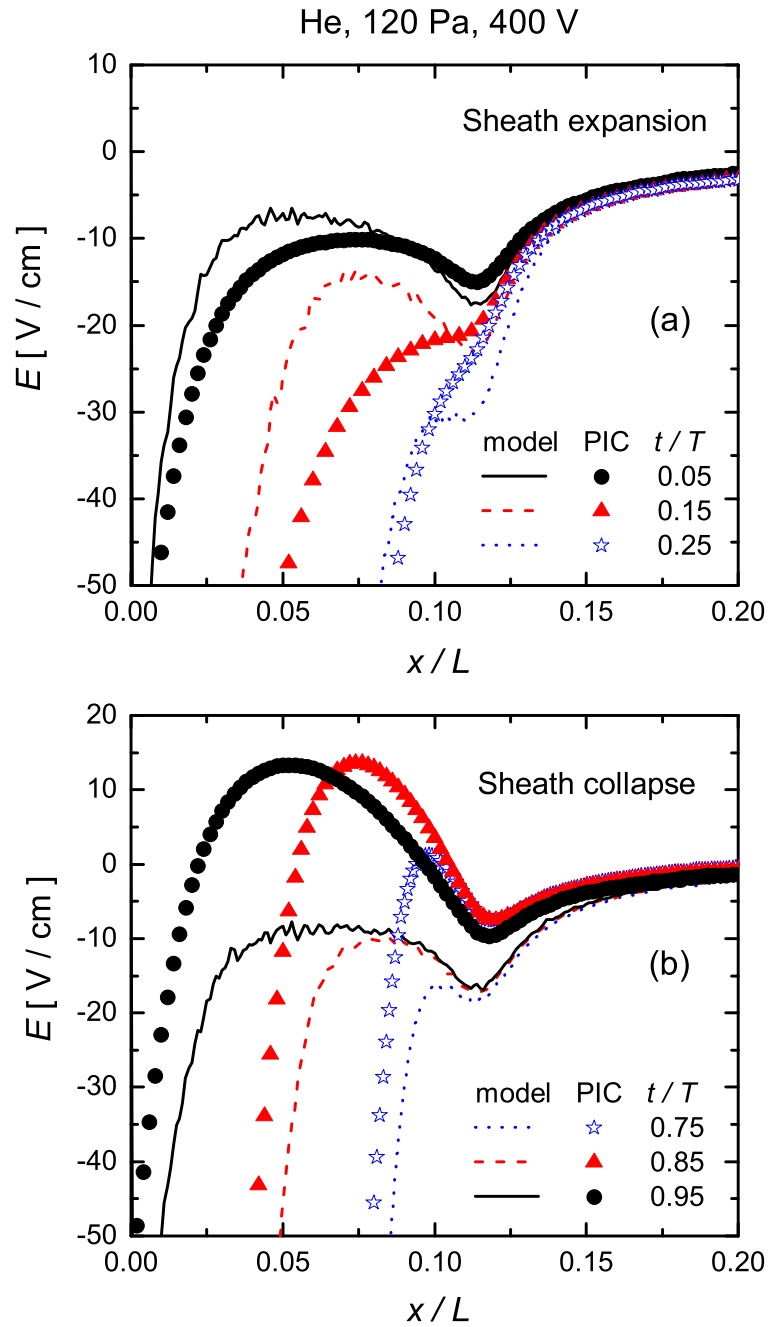 He, 120 Pa, 400 V
10
Sheath expansion
0
-10
-20
(a)
E [ V / cm ]
-30
model PIC t / T
0.05
-40
0.15
0.25
-50
0.00 0.05 0.10 0.15 0.20
x / L
20
Sheath collapse
10
0
-10
(b)
E [ V / cm ]
-20
-30
model PIC t / T
0.75
-40
0.85
0.95
-50
0.00 0.05 0.10 0.15 0.20
x / L